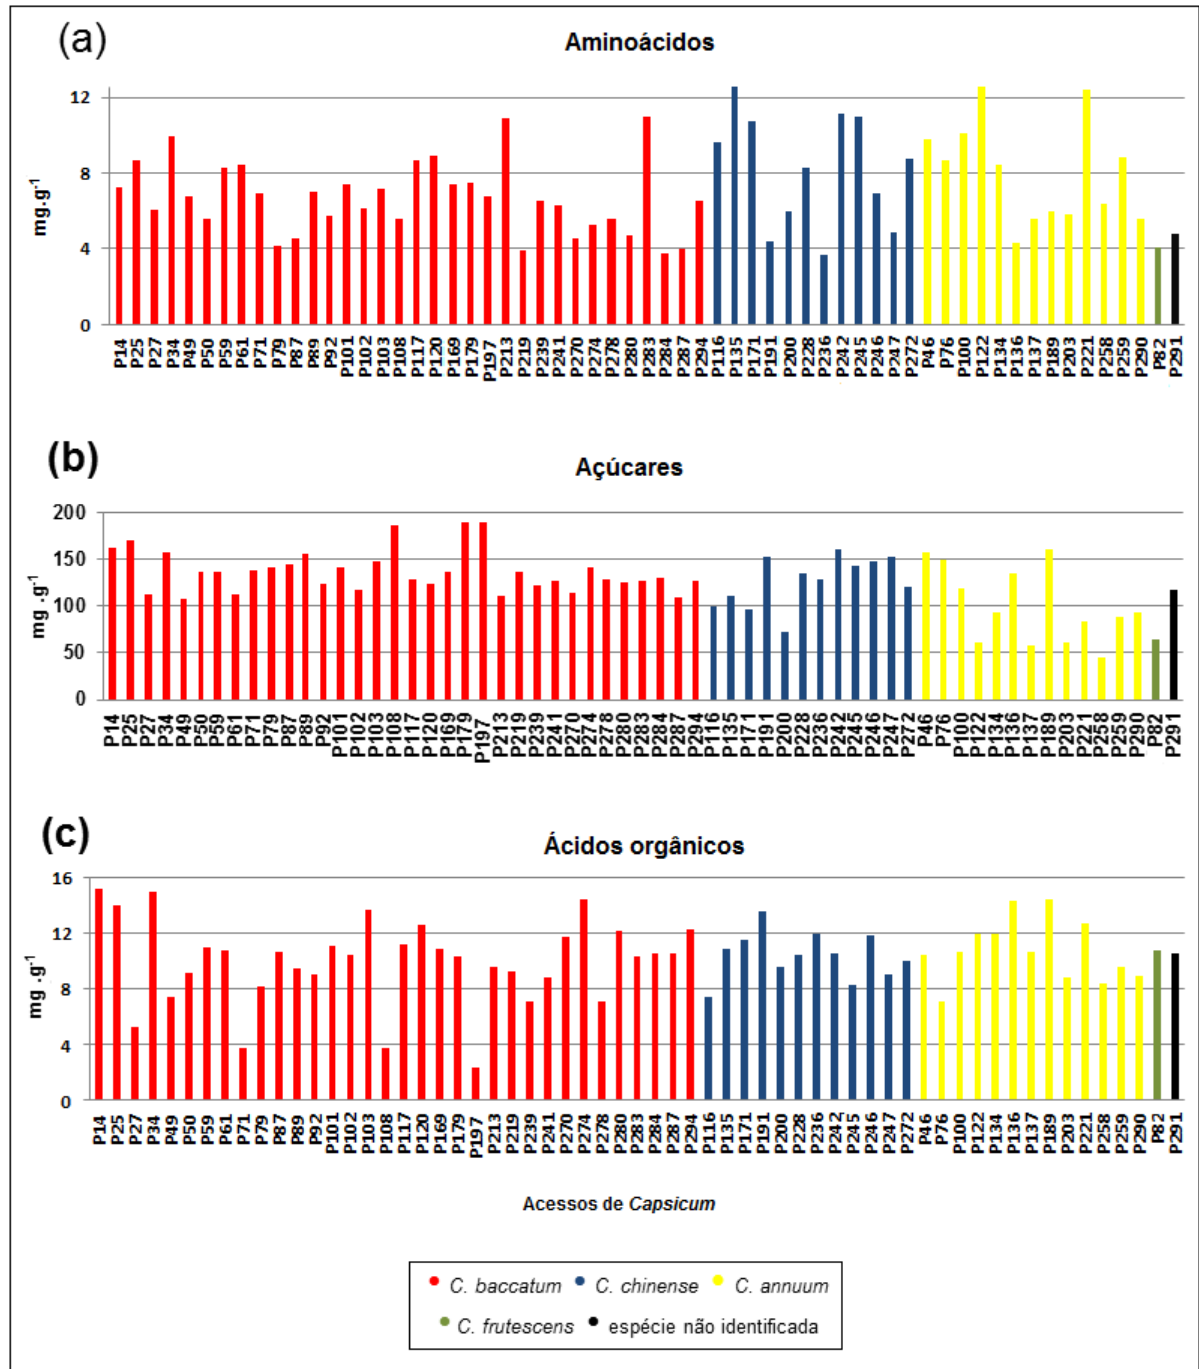 (a)
Aminoácidos
12
8
4
0
mg.g-1
P14 P25 P27 P34 P49 P50 P59 P61 P71 P79 P87 P89 P92 P101 P102 P103 P108 P117 P120 P169 P179 P197 P213 P219 P239 P241 P270 P274 P278 P280 P283 P284 P287 P294 P116 P135 P171 P191 P200 P228 P236 P242 P245 P246 P247 P272 P46 P76 P100 P122 P134 P136 P137 P189 P203 P221 P258 P259 P290 P82 P291
(b)
Açúcares
200
150
100
50
0
mg .g-1
P14 P25 P27 P34 P49 P50 P59 P61 P71 P79 P87 P89 P92 P101 P102 P103 P108 P117 P120 P169 P179 P197 P213 P219 P239 P241 P270 P274 P278 P280 P283 P284 P287 P294 P116 P135 P171 P191 P200 P228 P236 P242 P245 P246 P247 P272 P46 P76 P100 P122 P134 P136 P137 P189 P203 P221 P258 P259 P290 P82 P291
(c)
Ácidos orgânicos
16
12
8
4
0
mg .g-1
P14 P25 P27 P34 P49 P50 P59 P61 P71 P79 P87 P89 P92 P101 P102 P103 P108 P117 P120 P169 P179 P197 P213 P219 P239 P241 P270 P274 P278 P280 P283 P284 P287 P294 P116 P135 P171 P191 P200 P228 P236 P242 P245 P246 P247 P272 P46 P76 P100 P122 P134 P136 P137 P189 P203 P221 P258 P259 P290 P82 P291
Acessos de Capsicum
C. baccatum C. chinense C. annuum
C. frutescens espécie não identificada